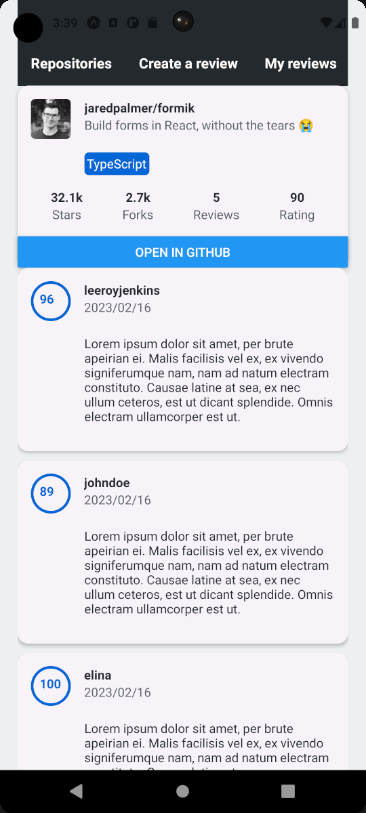 3:39
Repositories Create a review My reviews
jaredpalmer/formik
Build forms in React, without the tears 😭
TypeScript
32.1k 2.7k 5 90
Stars Forks Reviews Rating
OPEN IN GITHUB
96 leeroyjenkins
2023/02/16
Lorem ipsum dolor sit amet, per brute
apeirian ei. Malis facilisis vel ex, ex vivendo
signiferumque nam, nam ad natum electram
constituto. Causae latine at sea, ex nec
ullum ceteros, est ut dicant splendide. Omnis
electram ullamcorper est ut.
89 johndoe
2023/02/16
Lorem ipsum dolor sit amet, per brute
apeirian ei. Malis facilisis vel ex, ex vivendo
signiferumque nam, nam ad natum electram
constituto. Causae latine at sea, ex nec
ullum ceteros, est ut dicant splendide. Omnis
electram ullamcorper est ut.
100 elina
2023/02/16
Lorem ipsum dolor sit amet, per brute
apeirian ei. Malis facilisis vel ex, ex vivendo
signiferumque nam, nam ad natum electram